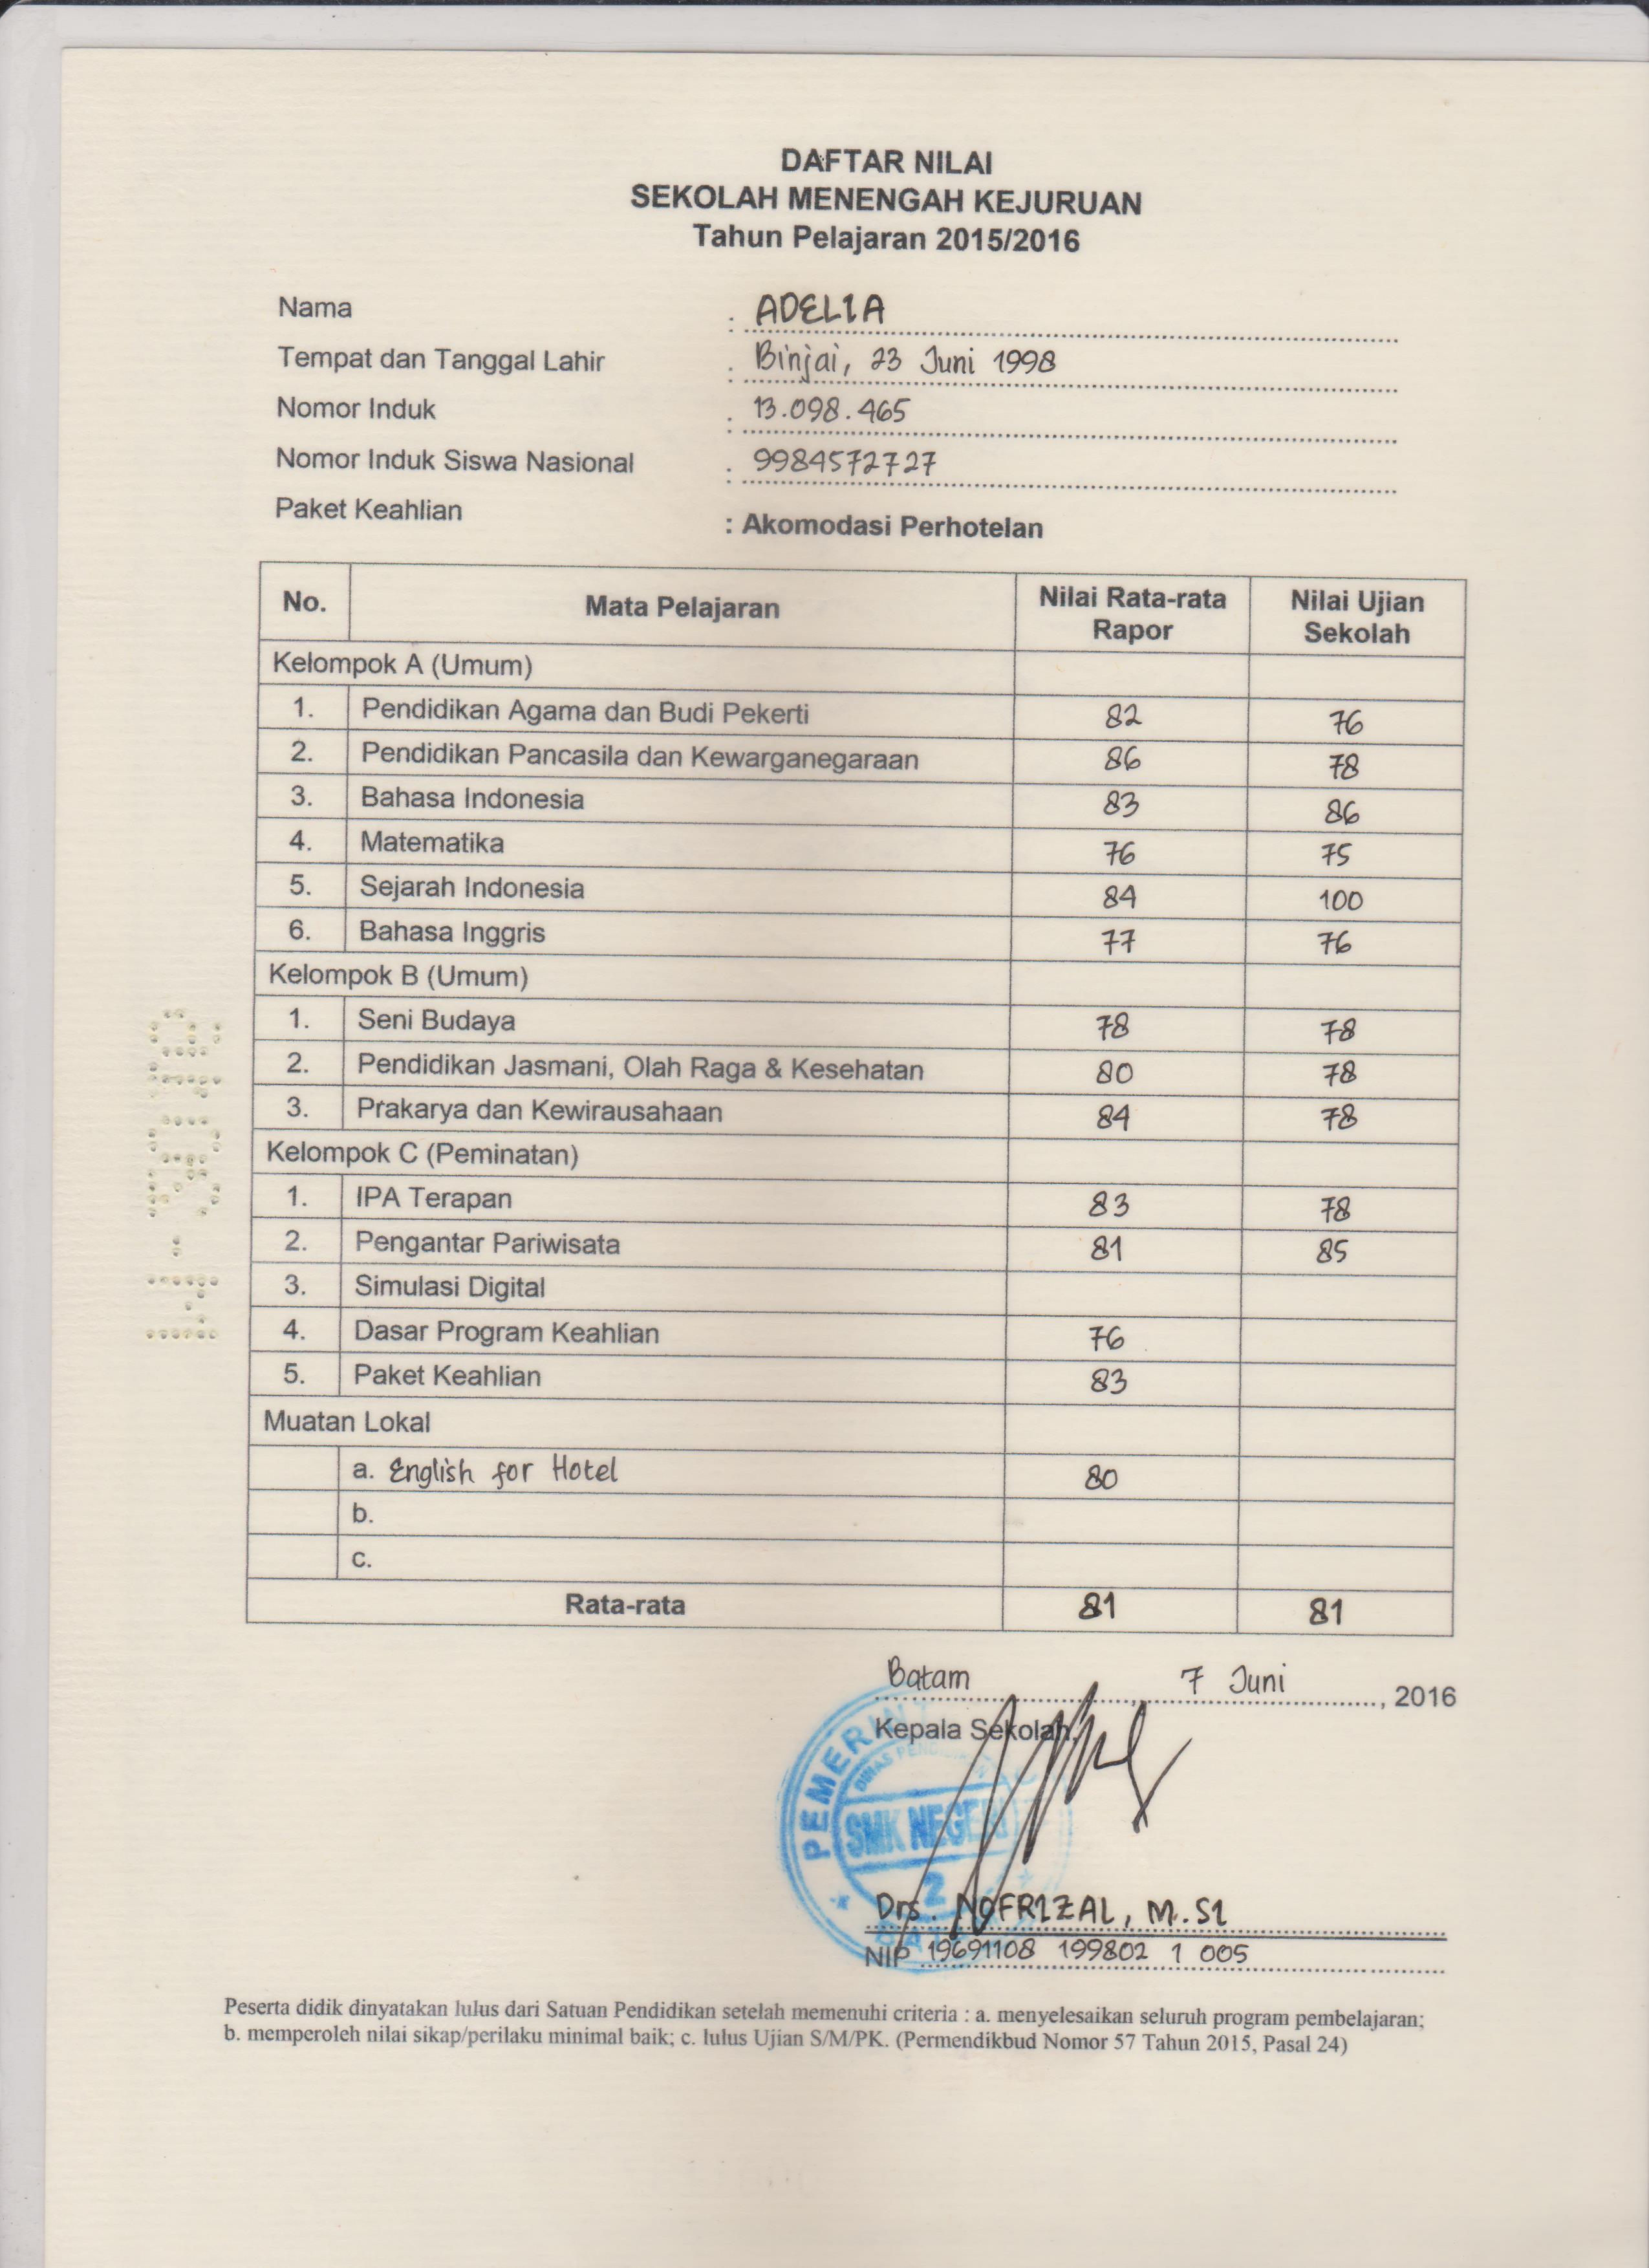 DAFTAR NILAI
SEKOLAH MENENGAH KEJURUAN
Tahun Pelajaran 2015/2016
Nama : ADELIA
Tempat dan Tanggal Lahir : Binjai, 23 Juni 1998
Nomor Induk : 13.098.465
Nomor Induk Siswa Nasional : 9984572727
Paket Keahlian : Akomodasi Perhotelan
No. Mata Pelajaran Nilai Rata-rata Rapor Nilai Ujian Sekolah
Kelompok A (Umum)
1. Pendidikan Agama dan Budi Pekerti 82 76
2. Pendidikan Pancasila dan Kewarganegaraan 86 78
3. Bahasa Indonesia 83 86
4. Matematika 76 75
5. Sejarah Indonesia 84 100
6. Bahasa Inggris 77 76
Kelompok B (Umum)
1. Seni Budaya 78 78
2. Pendidikan Jasmani, Olah Raga & Kesehatan 80 78
3. Prakarya dan Kewirausahaan 84 78
Kelompok C (Peminatan)
1. IPA Terapan 83 78
2. Pengantar Pariwisata 81 85
3. Simulasi Digital
4. Dasar Program Keahlian 76
5. Paket Keahlian 83
Muatan Lokal
a. English for Hotel 80
b.
c.
Rata-rata 81 81
Batam, 7 Juni, 2016
Kepala Sekolah,
SMK NEGERI
2
Drs. NOFRIZAL, M.SI
NIP 19691108 199802 1 005
Peserta didik dinyatakan lulus dari Satuan Pendidikan setelah memenuhi criteria : a. menyelesaikan seluruh program pembelajaran;
b. memperoleh nilai sikap/perilaku minimal baik; c. lulus Ujian S/M/PK. (Permendikbud Nomor 57 Tahun 2015, Pasal 24)